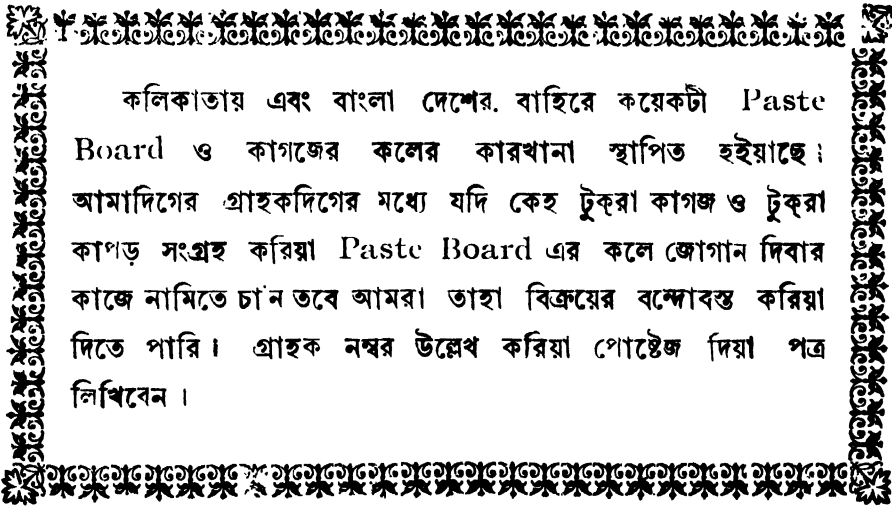 কলিকাতায় এবং বাংলা দেশের. বাহিরে কয়েকটী Paste
Board ও কাগজের কলের কারখানা স্থাপিত হইয়াছে;
আমাদিগের গ্রাহকদিগের মধ্যে যদি কেহ টুক্‌রা কাগজ ও টুক্‌রা
কাপড় সংগ্রহ করিয়া Paste Board এর কলে জোগান দিবার
কাজে নামিতে চা'ন তবে আমরা তাহা বিক্রয়ের বন্দোবস্ত করিয়া
দিতে পারি। গ্রাহক নম্বর উল্লেখ করিয়া পোষ্টেজ দিয়া পত্র
লিখিবেন।